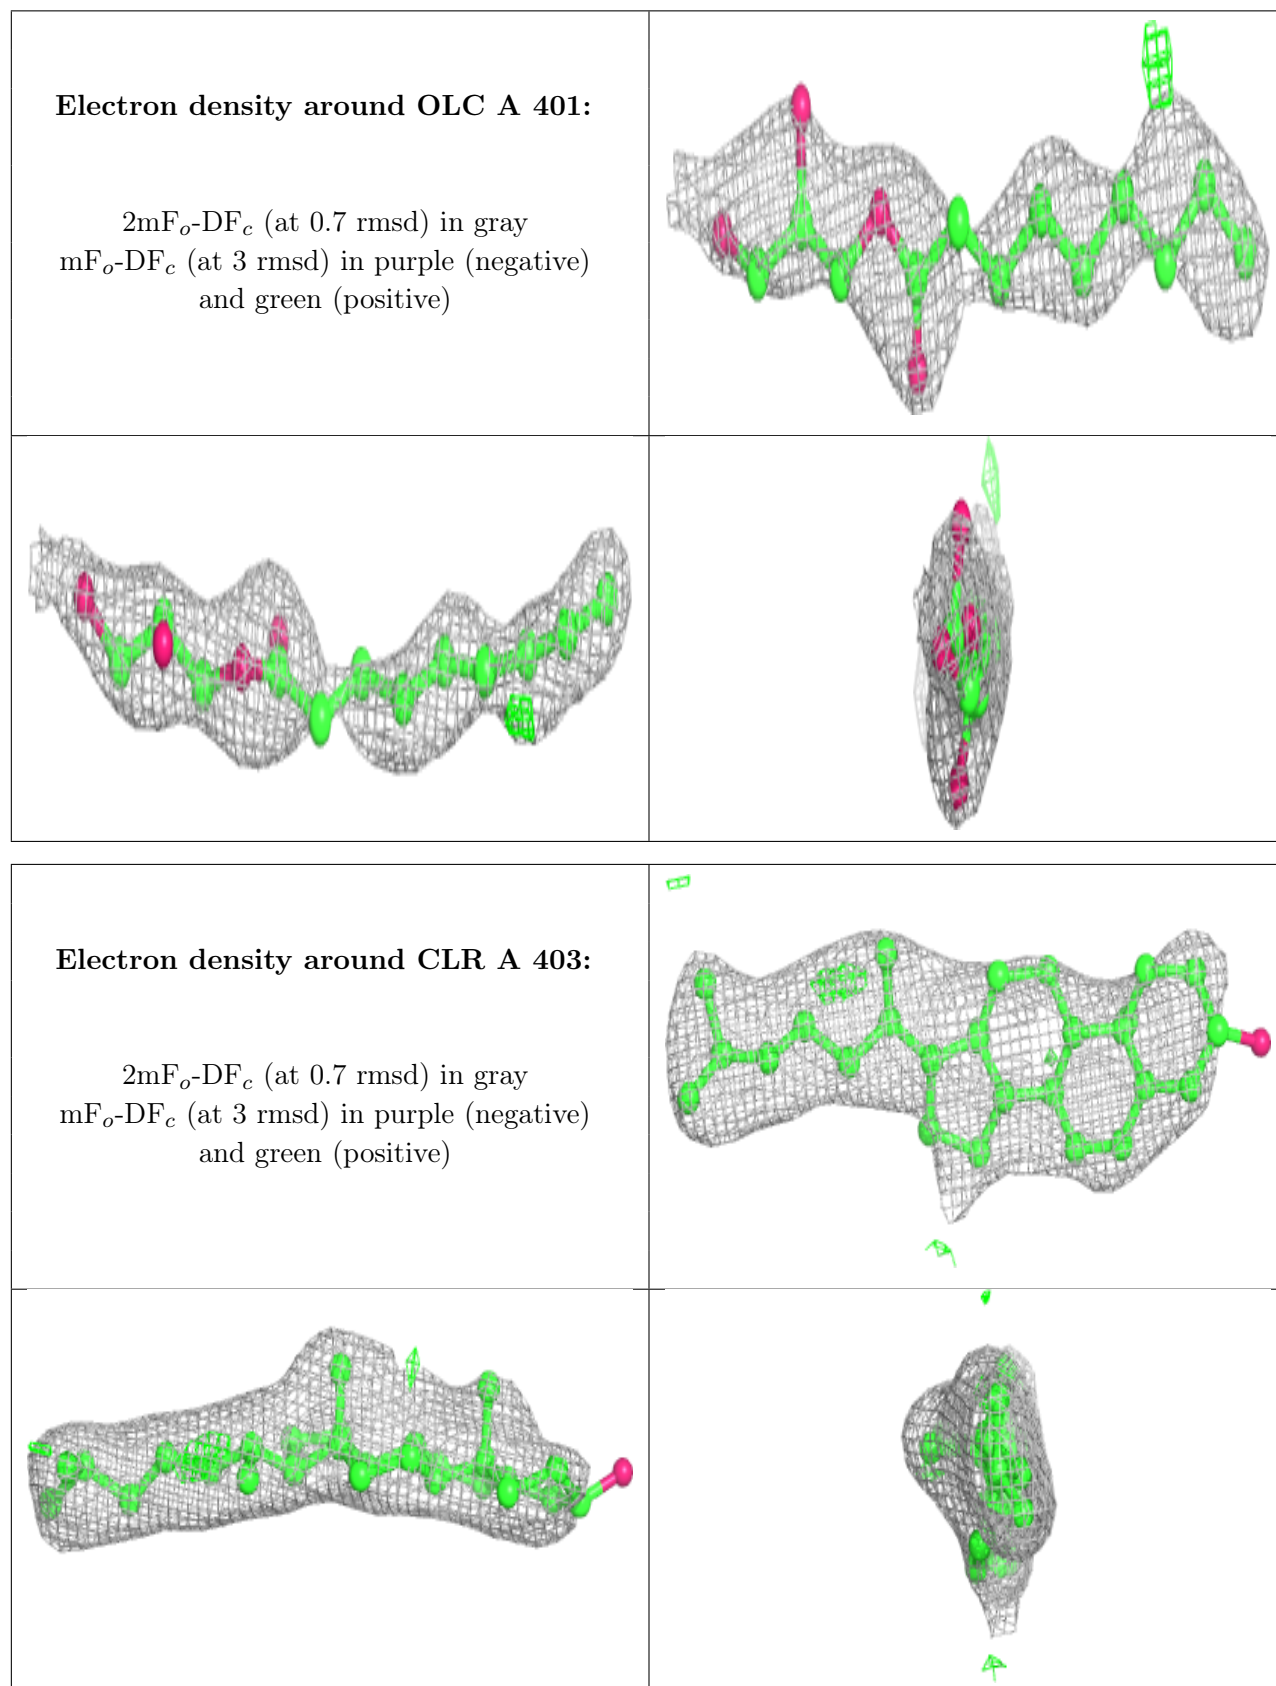 Electron density around OLC A 401:
2mFo-DFc (at 0.7 rmsd) in gray
mFo-DFc (at 3 rmsd) in purple (negative)
and green (positive)
Electron density around CLR A 403:
2mFo-DFc (at 0.7 rmsd) in gray
mFo-DFc (at 3 rmsd) in purple (negative)
and green (positive)